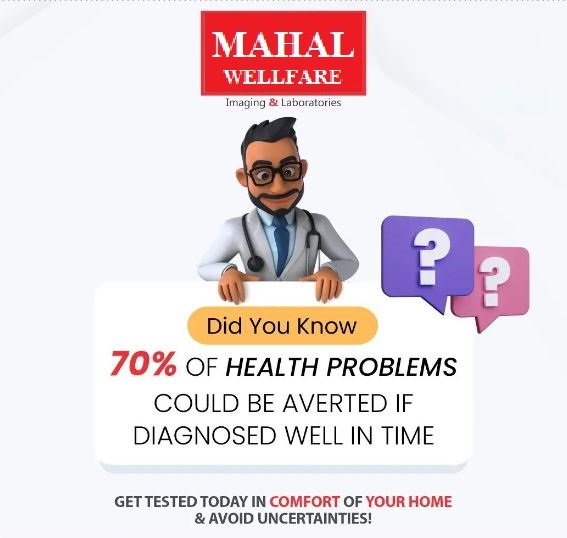 MAHAL
WELLFARE
Imaging & Laboratories
?
?
Did You Know
70% OF HEALTH PROBLEMS
COULD BE AVERTED IF
DIAGNOSED WELL IN TIME
GET TESTED TODAY IN COMFORT OF YOUR HOME
& AVOID UNCERTAINTIES!